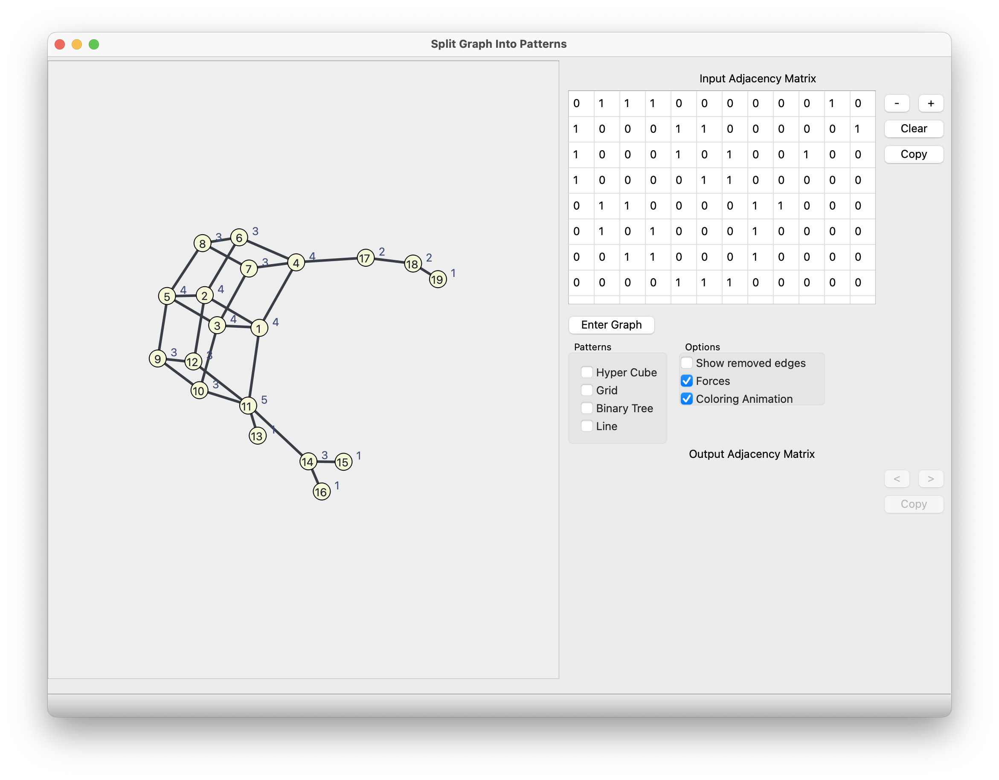 Split Graph Into Patterns
Input Adjacency Matrix
0 1 1 1 0 0 0 0 0 0 1 0
1 0 0 0 1 1 0 0 0 0 0 1
1 0 0 0 1 0 1 0 0 1 0 0
1 0 0 0 0 1 1 0 0 0 0 0
0 1 1 0 0 0 0 1 1 0 0 0
0 1 0 1 0 0 0 1 0 0 0 0
0 0 1 1 0 0 0 1 0 0 0 0
0 0 0 0 1 1 1 0 0 0 0 0
- +
Clear
Copy
Enter Graph
Patterns
Hyper Cube
Grid
Binary Tree
Line
Options
Show removed edges
Forces
Coloring Animation
Output Adjacency Matrix
< >
Copy
8 3 6 3
7 3 4 4 17 2 18 2
19 1
5 4 2 4
3 4 1 4
9 3 12 3
10 3
11 5
13 1
14 3 15 1
16 1